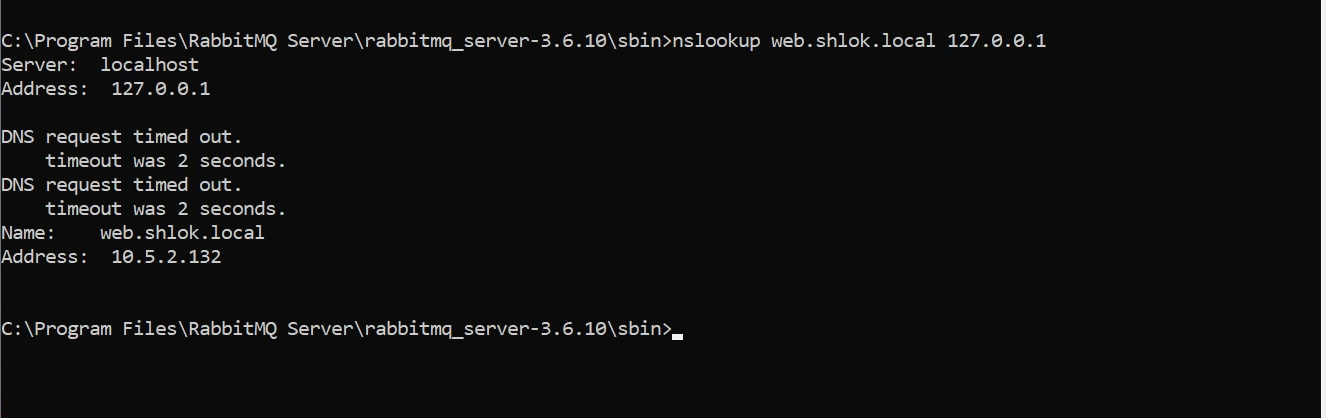 C:\Program Files\RabbitMQ Server\rabbitmq_server-3.6.10\sbin>nslookup web.shlok.local 127.0.0.1
Server:  localhost
Address:  127.0.0.1
DNS request timed out.
    timeout was 2 seconds.
DNS request timed out.
    timeout was 2 seconds.
Name:    web.shlok.local
Address:  10.5.2.132
C:\Program Files\RabbitMQ Server\rabbitmq_server-3.6.10\sbin>